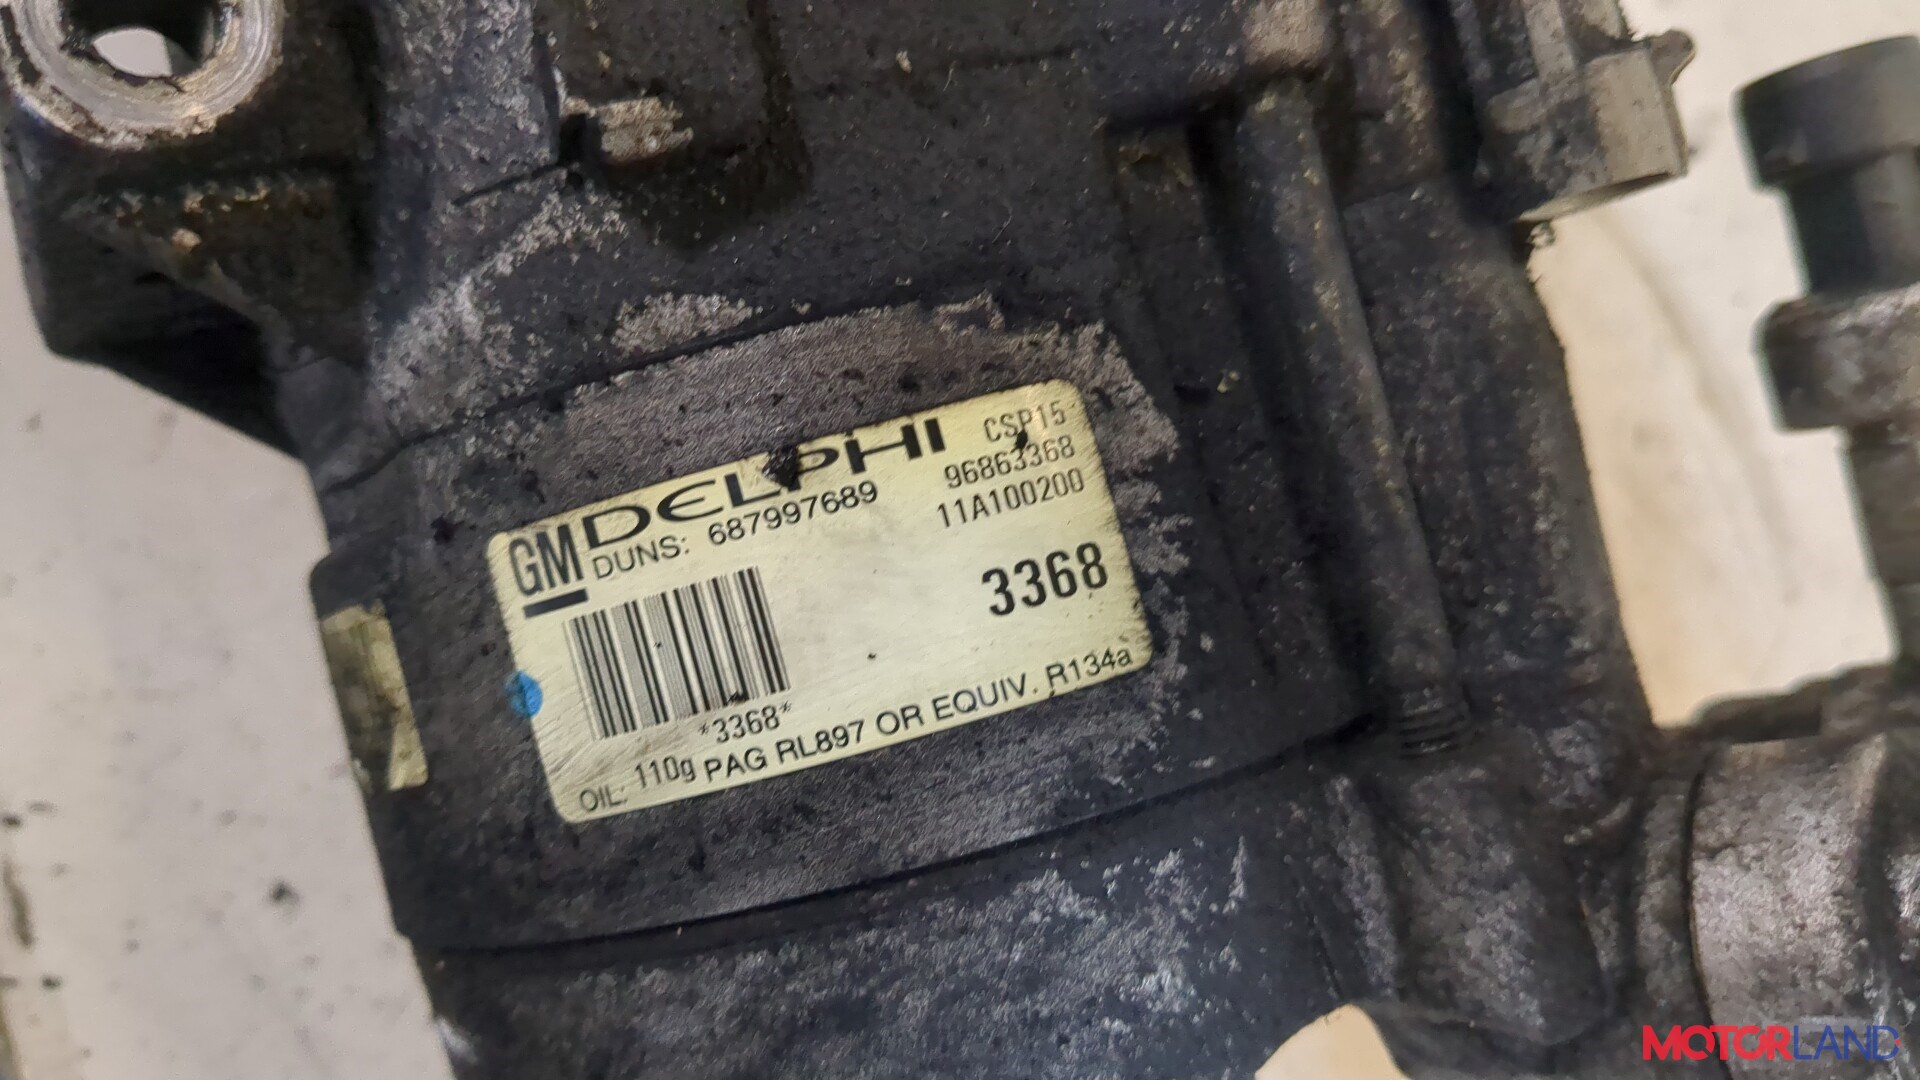 GM DELPHI CSP15
DUNS: 687997689 96863368
11A100200
3368
*3368*
OIL: 110g PAG RL897 OR EQUIV. R134a
MOTORLAND